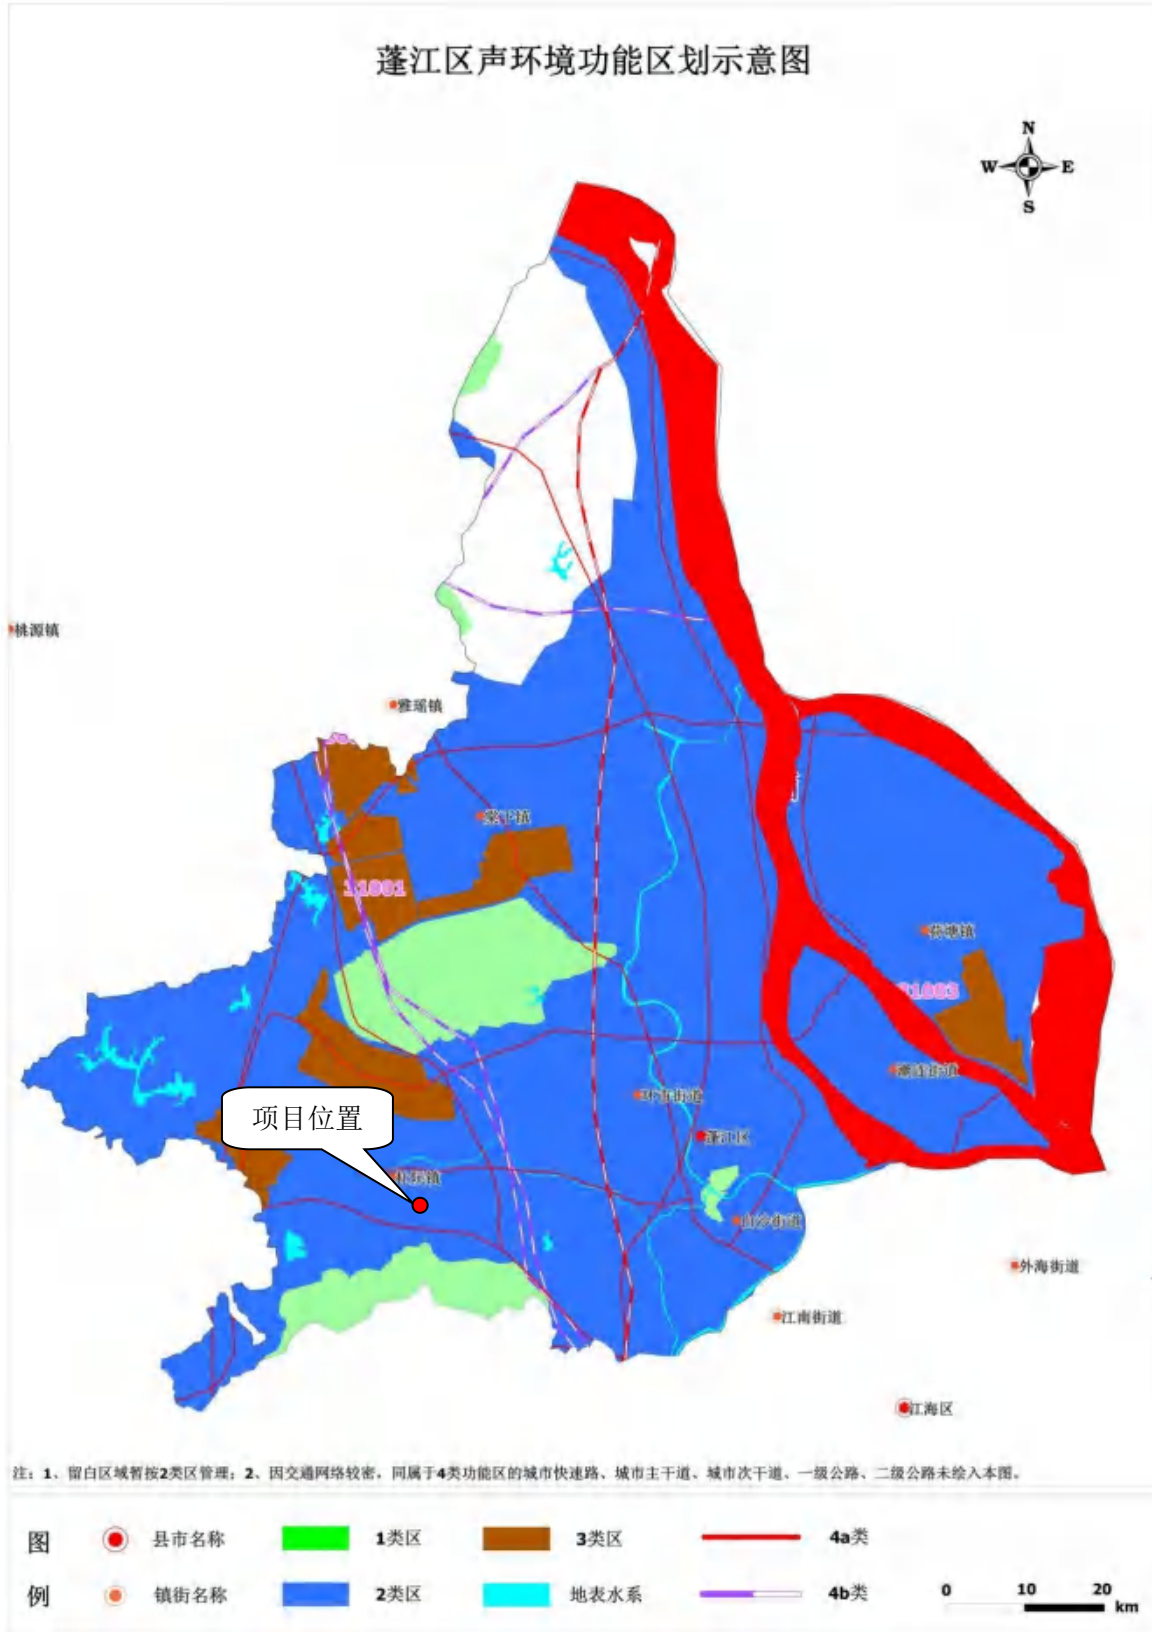 蓬江区声环境功能区划示意图
N
W
E
S
桃源镇
雅瑶镇
棠下镇
11001
荷塘镇
潮连街道
环市街道
项目位置
蓬江区
杜阮镇
白沙街道
外海街道
江南街道
江海区
注：1、留白区域暂按2类区管理；2、因交通网络较密，同属于4类功能区的城市快速路、城市主干道、城市次干道、一级公路、二级公路未绘入本图。
图 县市名称 1类区 3类区 4a类
例 镇街名称 2类区 地表水系 4b类
0 10 20
km